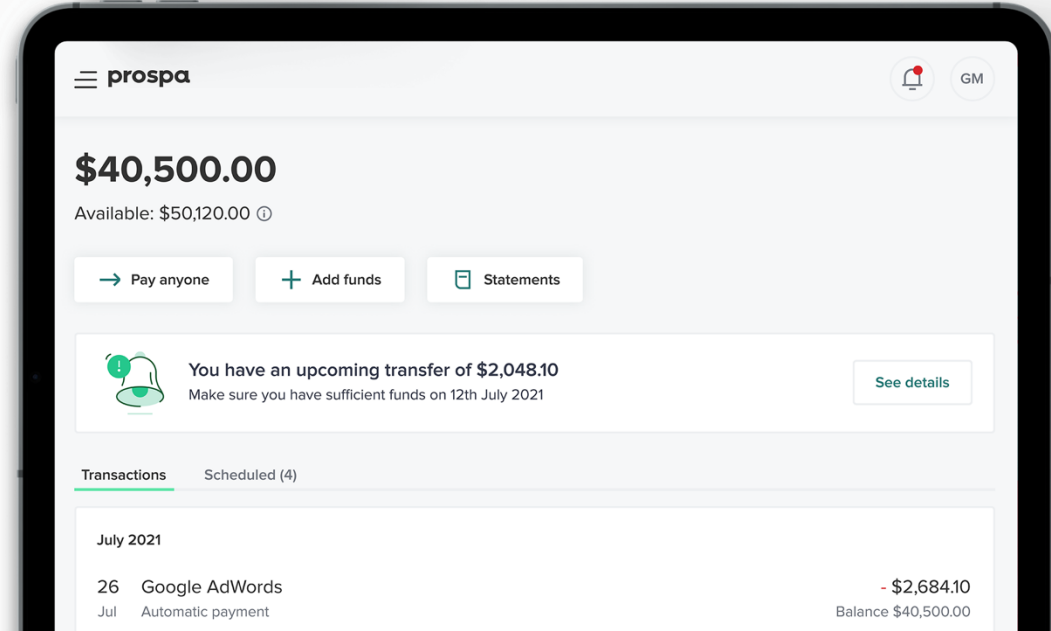 prospa
GM
$40,500.00
Available: $50,120.00
Pay anyone
Add funds
Statements
You have an upcoming transfer of $2,048.10
Make sure you have sufficient funds on 12th July 2021
See details
Transactions Scheduled (4)
July 2021
26 Google AdWords - $2,684.10
Jul Automatic payment Balance $40,500.00